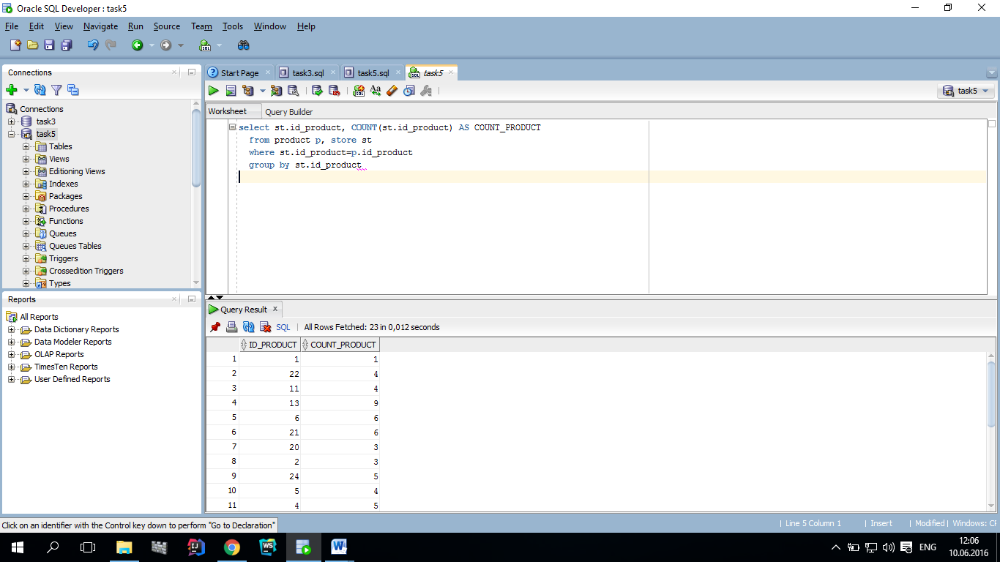 Oracle SQL Developer : task5
File Edit View Navigate Run Source Team Tools Window Help
Connections
Connections
task3
task5
Tables
Views
Editioning Views
Indexes
Packages
Procedures
Functions
Queues
Queues Tables
Triggers
Crossedition Triggers
Types
Reports
All Reports
Data Dictionary Reports
Data Modeler Reports
OLAP Reports
TimesTen Reports
User Defined Reports
Start Page task3.sql task5.sql task5
task5
Worksheet Query Builder
select st.id_product, COUNT(st.id_product) AS COUNT_PRODUCT
from product p, store st
where st.id_product=p.id_product
group by st.id_product
Query Result x
SQL | All Rows Fetched: 23 in 0,012 seconds
ID_PRODUCT COUNT_PRODUCT
1 1 1
2 22 4
3 11 4
4 13 9
5 6 6
6 21 6
7 20 3
8 2 3
9 24 5
10 5 4
11 4 5
Click on an identifier with the Control key down to perform "Go to Declaration"
| Line 5 Column 1 | Insert | Modified | Windows: CF
ENG
12:06
10.06.2016